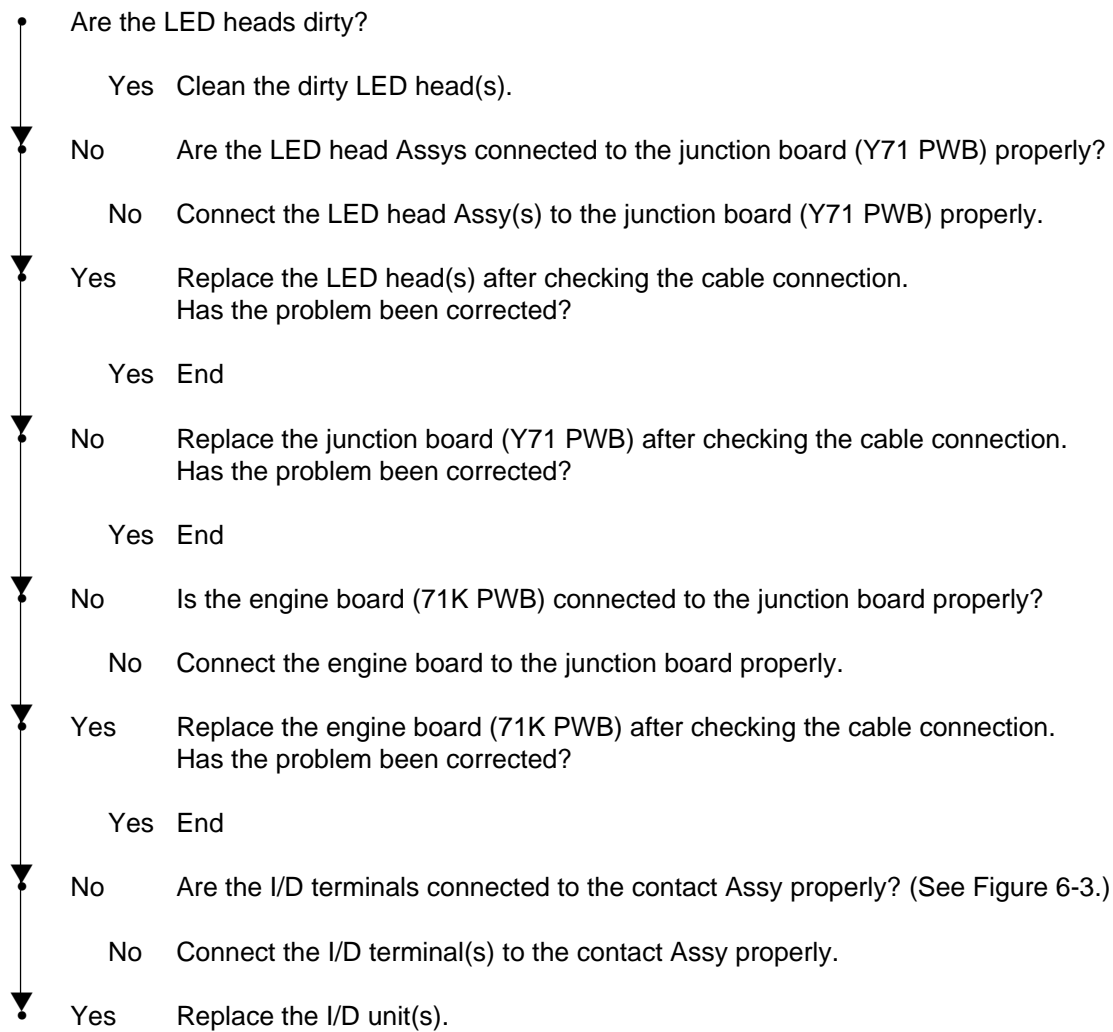 Are the LED heads dirty?
Yes Clean the dirty LED head(s).
No Are the LED head Assys connected to the junction board (Y71 PWB) properly?
No Connect the LED head Assy(s) to the junction board (Y71 PWB) properly.
Yes Replace the LED head(s) after checking the cable connection.
Has the problem been corrected?
Yes End
No Replace the junction board (Y71 PWB) after checking the cable connection.
Has the problem been corrected?
Yes End
No Is the engine board (71K PWB) connected to the junction board properly?
No Connect the engine board to the junction board properly.
Yes Replace the engine board (71K PWB) after checking the cable connection.
Has the problem been corrected?
Yes End
No Are the I/D terminals connected to the contact Assy properly? (See Figure 6-3.)
No Connect the I/D terminal(s) to the contact Assy properly.
Yes Replace the I/D unit(s).